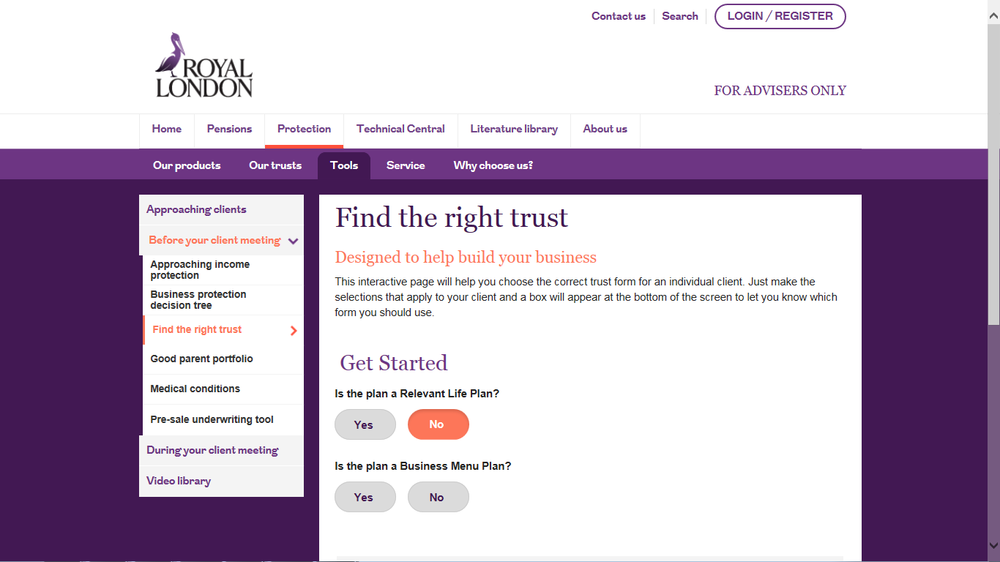 Contact us
Search
LOGIN / REGISTER
ROYAL
LONDON
FOR ADVISERS ONLY
Home
Pensions
Protection
Technical Central
Literature library
About us
Our products
Our trusts
Tools
Service
Why choose us?
Approaching clients
Before your client meeting
Approaching income
protection
Business protection
decision tree
Find the right trust
Good parent portfolio
Medical conditions
Pre-sale underwriting tool
During your client meeting
Video library
Find the right trust
Designed to help build your business
This interactive page will help you choose the correct trust form for an individual client. Just make the
selections that apply to your client and a box will appear at the bottom of the screen to let you know which
form you should use.
Get Started
Is the plan a Relevant Life Plan?
Yes
No
Is the plan a Business Menu Plan?
Yes
No